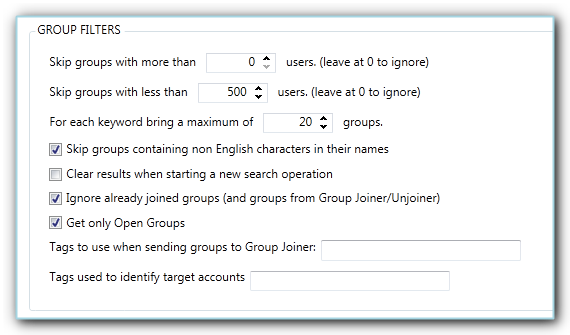 GROUP FILTERS
Skip groups with more than 0 users. (leave at 0 to ignore)
Skip groups with less than 500 users. (leave at 0 to ignore)
For each keyword bring a maximum of 20 groups.
Skip groups containing non English characters in their names
Clear results when starting a new search operation
Ignore already joined groups (and groups from Group Joiner/Unjoiner)
Get only Open Groups
Tags to use when sending groups to Group Joiner:
Tags used to identify target accounts